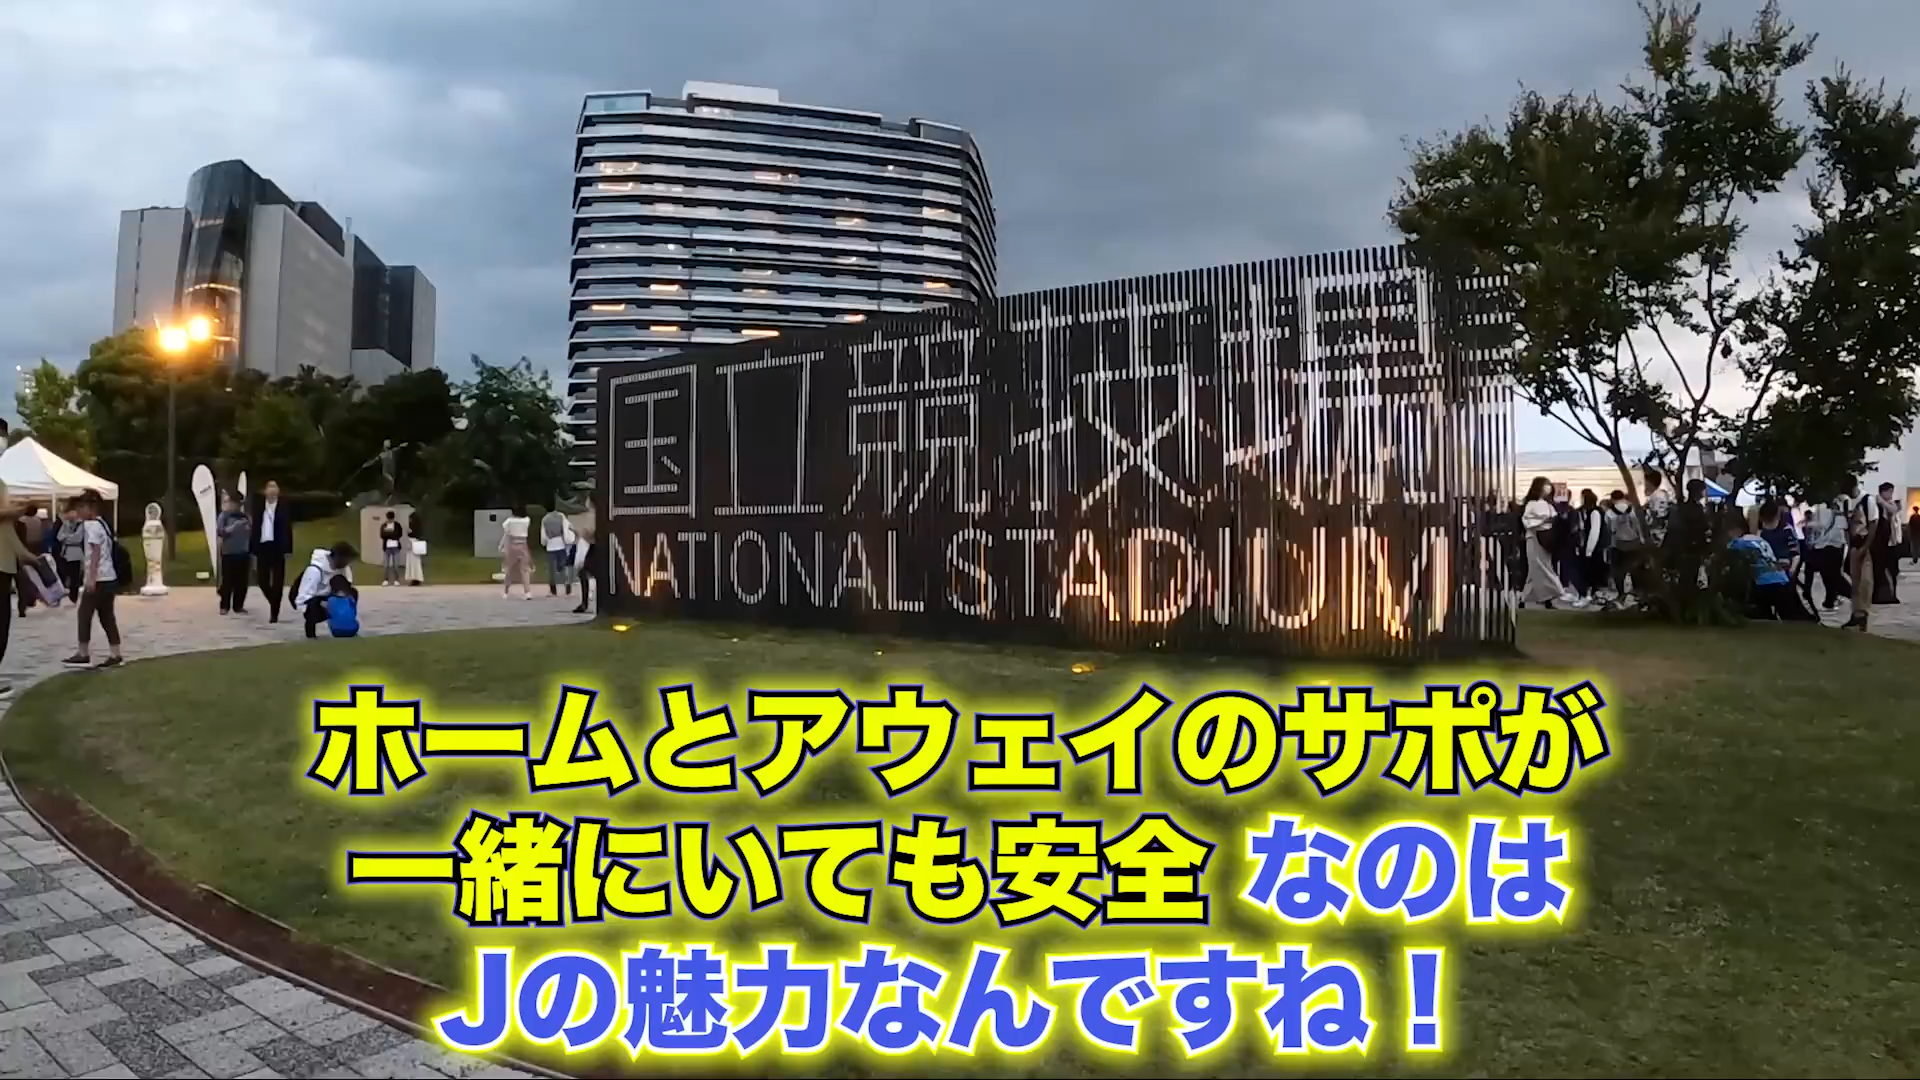 国立競技場
NATIONAL STADIUM
ホームとアウェイのサポが
一緒にいても安全 なのは
Jの魅力なんですね！